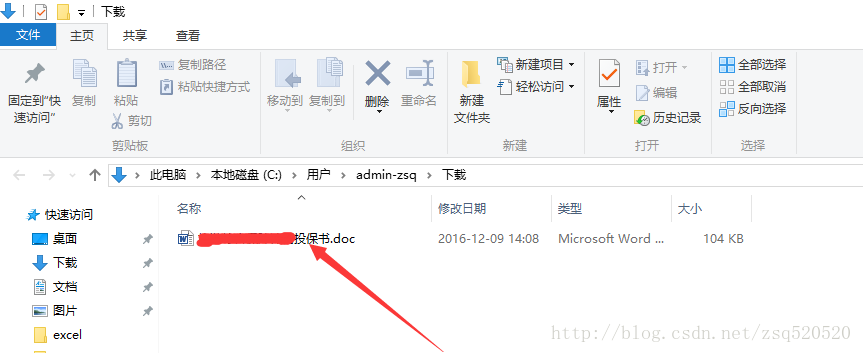 下载
文件 主页 共享 查看
固定到"快速访问"
复制
粘贴
复制路径
粘贴快捷方式
剪切
剪贴板
移动到 复制到 删除 重命名
组织
新建文件夹
新建项目
轻松访问
新建
属性
打开
编辑
历史记录
打开
全部选择
全部取消
反向选择
选择
此电脑 本地磁盘 (C:) 用户 admin-zsq 下载
快速访问
桌面
下载
文档
图片
excel
名称 修改日期 类型 大小
投保书.doc 2016-12-09 14:08 Microsoft Word ... 104 KB
http://blog.csdn.net/zsq520520